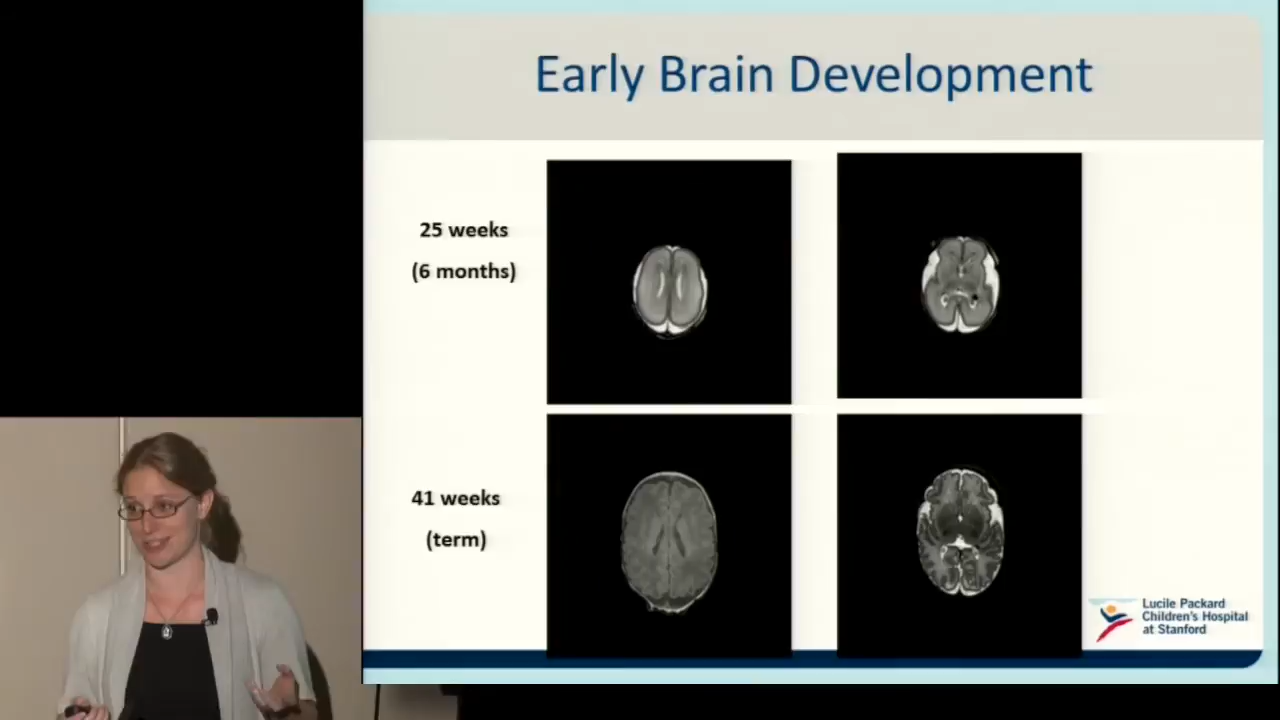 Early Brain Development
25 weeks
(6 months)
41 weeks
(term)
Lucile Packard
Children's Hospital
at Stanford